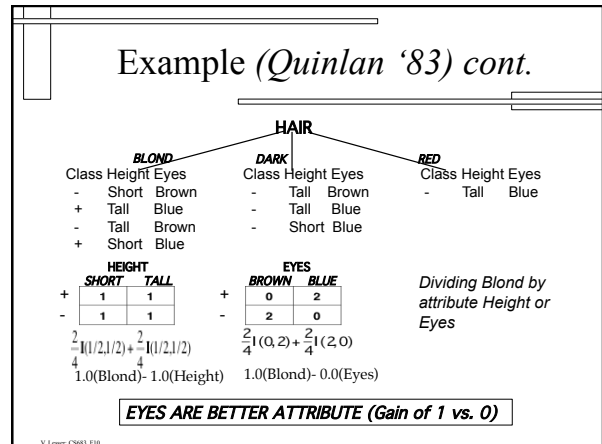 Example (Quinlan ‘83) cont.
HAIR
BLOND DARK RED
Class Height Eyes Class Height Eyes Class Height Eyes
- Short Brown - Tall Brown - Tall Blue
+ Tall Blue - Tall Blue
- Tall Brown - Short Blue
+ Short Blue
HEIGHT EYES
SHORT TALL BROWN BLUE
+ 1 1 + 0 2
- 1 1 - 2 0
Dividing Blond by
attribute Height or
Eyes
2/4 I(1/2,1/2) + 2/4 I(1/2,1/2) 2/4 I(0,2) + 2/4 I(2,0)
1.0(Blond)- 1.0(Height) 1.0(Blond)- 0.0(Eyes)
EYES ARE BETTER ATTRIBUTE (Gain of 1 vs. 0)
V. Lesser CS683 F10